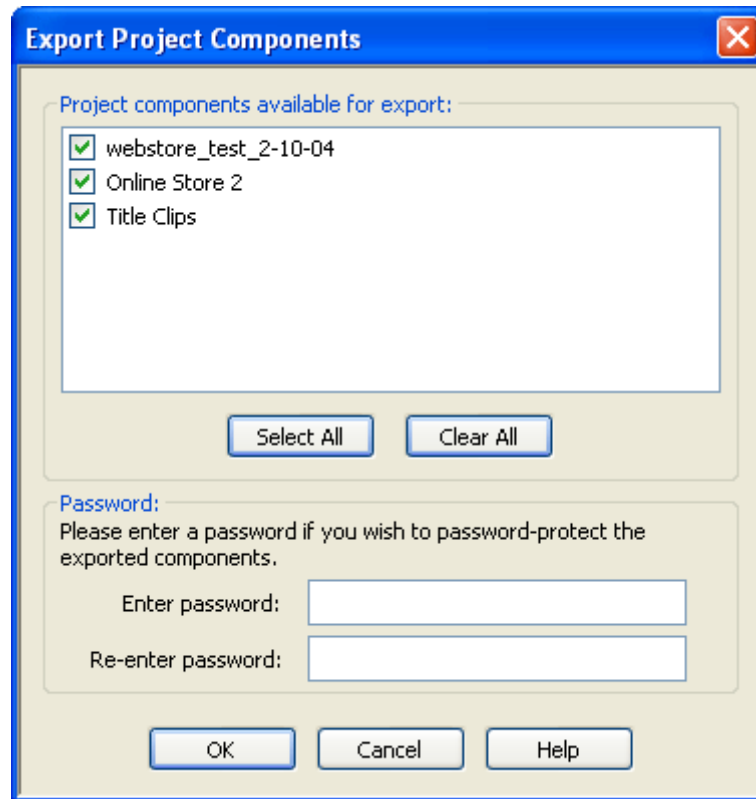 Export Project Components
Project components available for export:
webstore_test_2-10-04
Online Store 2
Title Clips
Select All
Clear All
Password:
Please enter a password if you wish to password-protect the
exported components.
Enter password:
Re-enter password:
OK
Cancel
Help